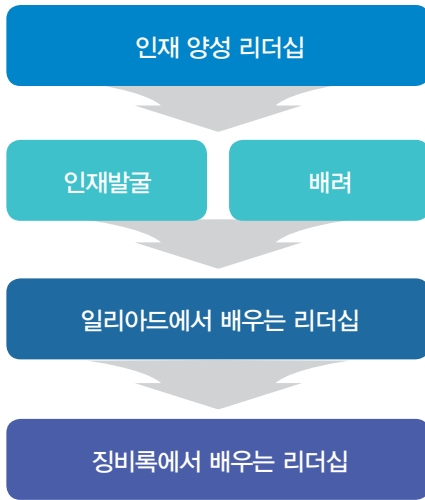 인재 양성 리더십
인재발굴
배려
일리아드에서 배우는 리더십
징비록에서 배우는 리더십